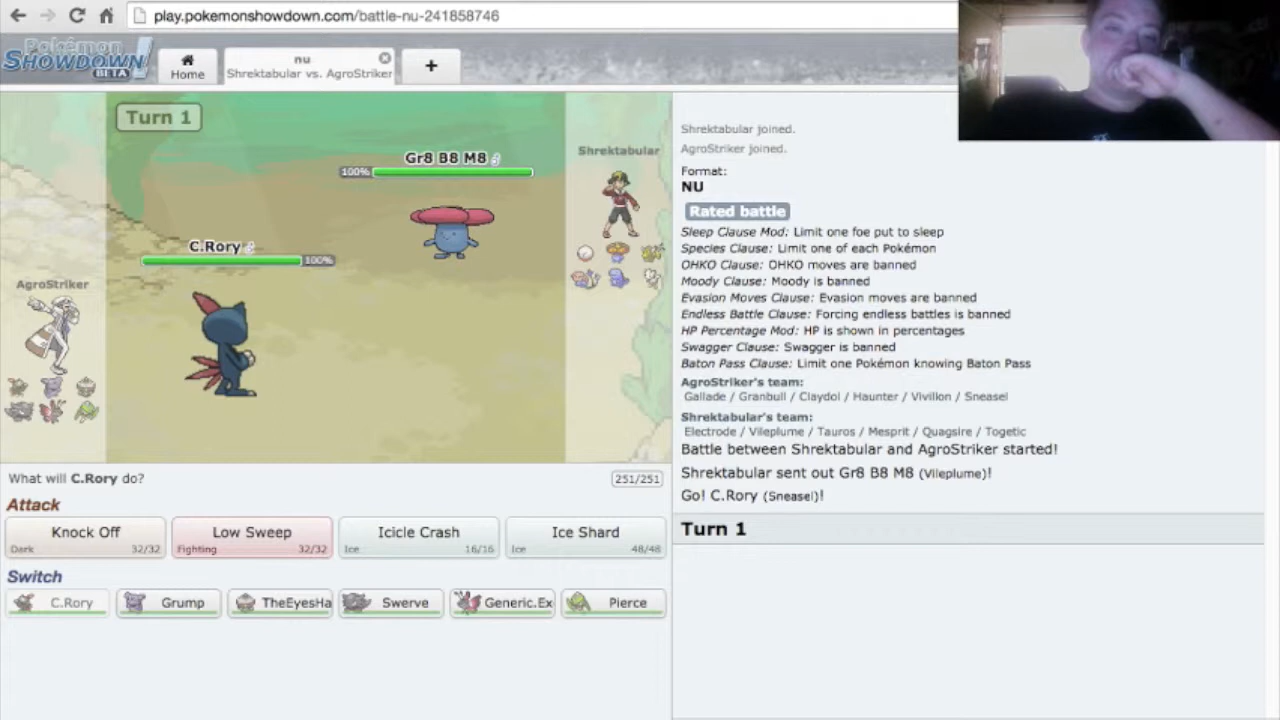 play.pokemonshowdown.com/battle-nu-241858746
Pokémon
SHOWDOWN!
BETA
Home
nu
Shrektabular vs. AgroStriker
+
Turn 1
Gr8 B8 M8
100%
C.Rory
100%
AgroStriker
Shrektabular
Shrektabular joined.
AgroStriker joined.
Format:
NU
Rated battle
Sleep Clause Mod: Limit one foe put to sleep
Species Clause: Limit one of each Pokémon
OHKO Clause: OHKO moves are banned
Moody Clause: Moody is banned
Evasion Moves Clause: Evasion moves are banned
Endless Battle Clause: Forcing endless battles is banned
HP Percentage Mod: HP is shown in percentages
Swagger Clause: Swagger is banned
Baton Pass Clause: Limit one Pokémon knowing Baton Pass
AgroStriker's team:
Gallade / Granbull / Claydol / Haunter / Vivillon / Sneasel
Shrektabular's team:
Electrode / Vileplume / Tauros / Mesprit / Quagsire / Togetic
Battle between Shrektabular and AgroStriker started!
Shrektabular sent out Gr8 B8 M8 (Vileplume)!
Go! C.Rory (Sneasel)!
Turn 1
What will C.Rory do?
251/251
Attack
Knock Off
Dark 32/32
Low Sweep
Fighting 32/32
Icicle Crash
Ice 16/16
Ice Shard
Ice 48/48
Switch
C.Rory
Grump
TheEyesHa
Swerve
Generic.Ex
Pierce